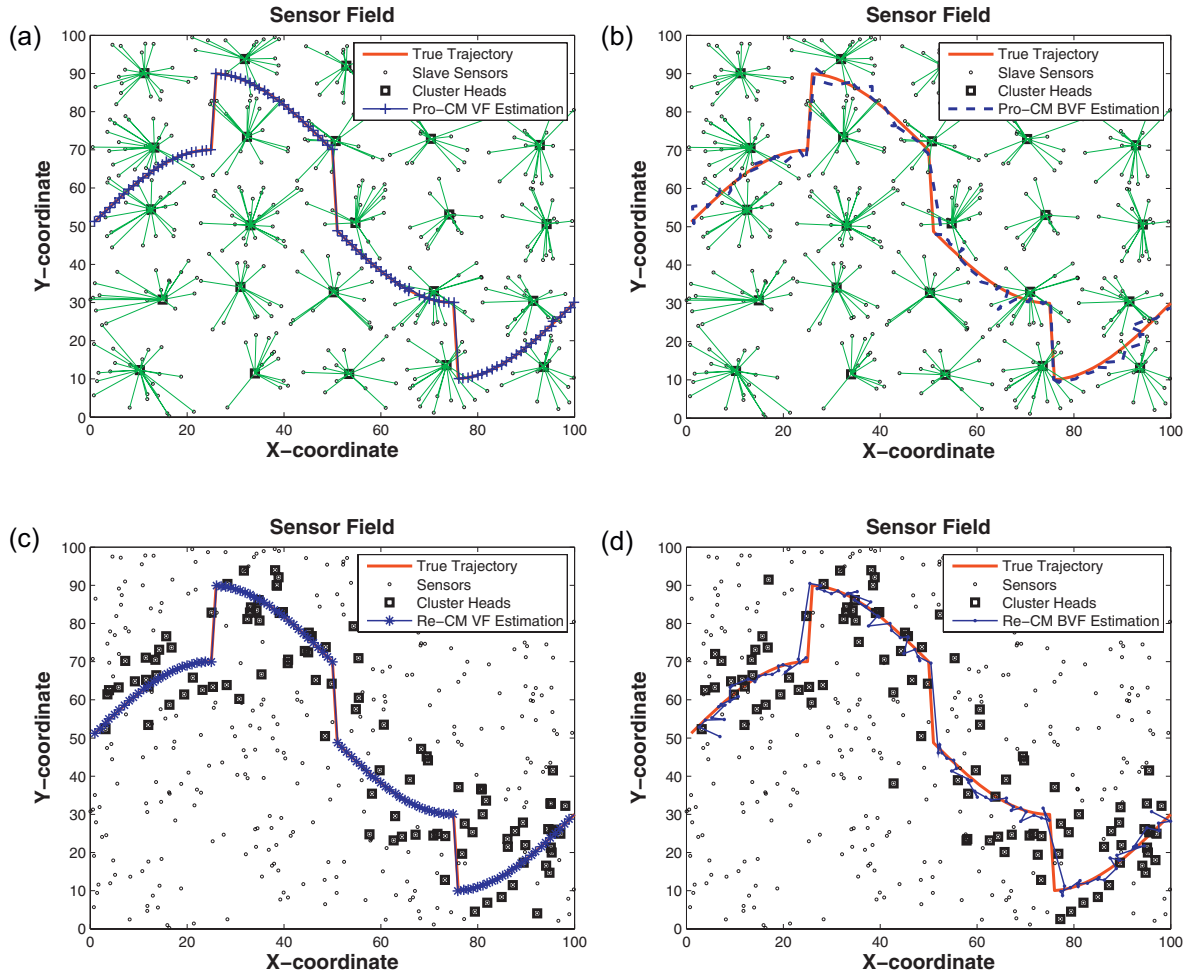 (a)
Sensor Field
True Trajectory
Slave Sensors
Cluster Heads
Pro-CM VF Estimation
Y-coordinate
100
90
80
70
60
50
40
30
20
10
0
0 20 40 60 80 100
X-coordinate
(b)
Sensor Field
True Trajectory
Slave Sensors
Cluster Heads
Pro-CM BVF Estimation
Y-coordinate
100
90
80
70
60
50
40
30
20
10
0
0 20 40 60 80 100
X-coordinate
(c)
Sensor Field
True Trajectory
Sensors
Cluster Heads
Re-CM VF Estimation
Y-coordinate
100
90
80
70
60
50
40
30
20
10
0
0 20 40 60 80 100
X-coordinate
(d)
Sensor Field
True Trajectory
Sensors
Cluster Heads
Re-CM BVF Estimation
Y-coordinate
100
90
80
70
60
50
40
30
20
10
0
0 20 40 60 80 100
X-coordinate